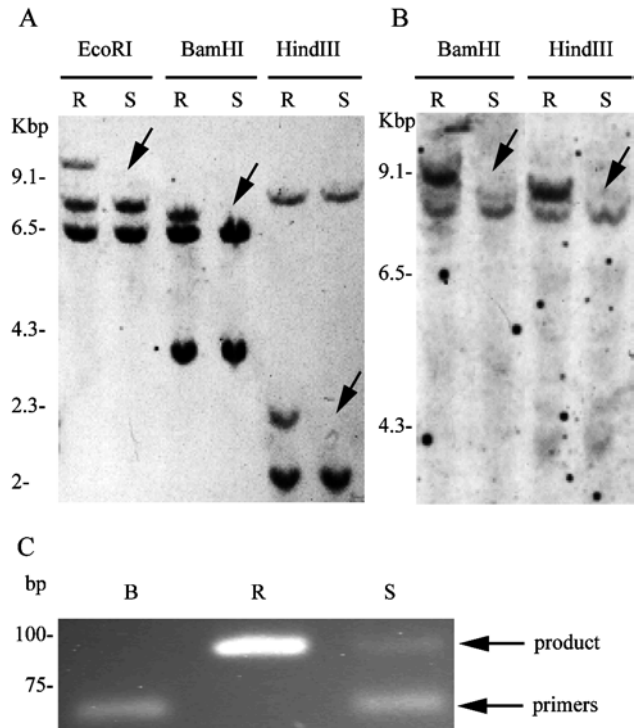 A
EcoRI BamHI HindIII
R S R S R S
Kbp
9.1-
6.5-
4.3-
2.3-
2-
B
BamHI HindIII
R S R S
Kbp
9.1-
6.5-
4.3-
C
bp B R S
100-
75-
product
primers